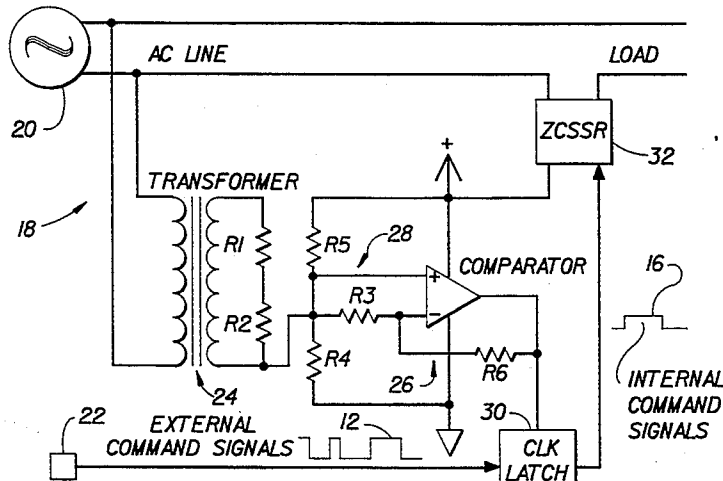 AC LINE
LOAD
20
ZCSSR
32
+
TRANSFORMER
18
R1
R5
28
+
COMPARATOR
16
R2
R3
−
R4
R6
24
26
INTERNAL
COMMAND
SIGNALS
22
EXTERNAL
COMMAND SIGNALS
12
30
CLK
LATCH